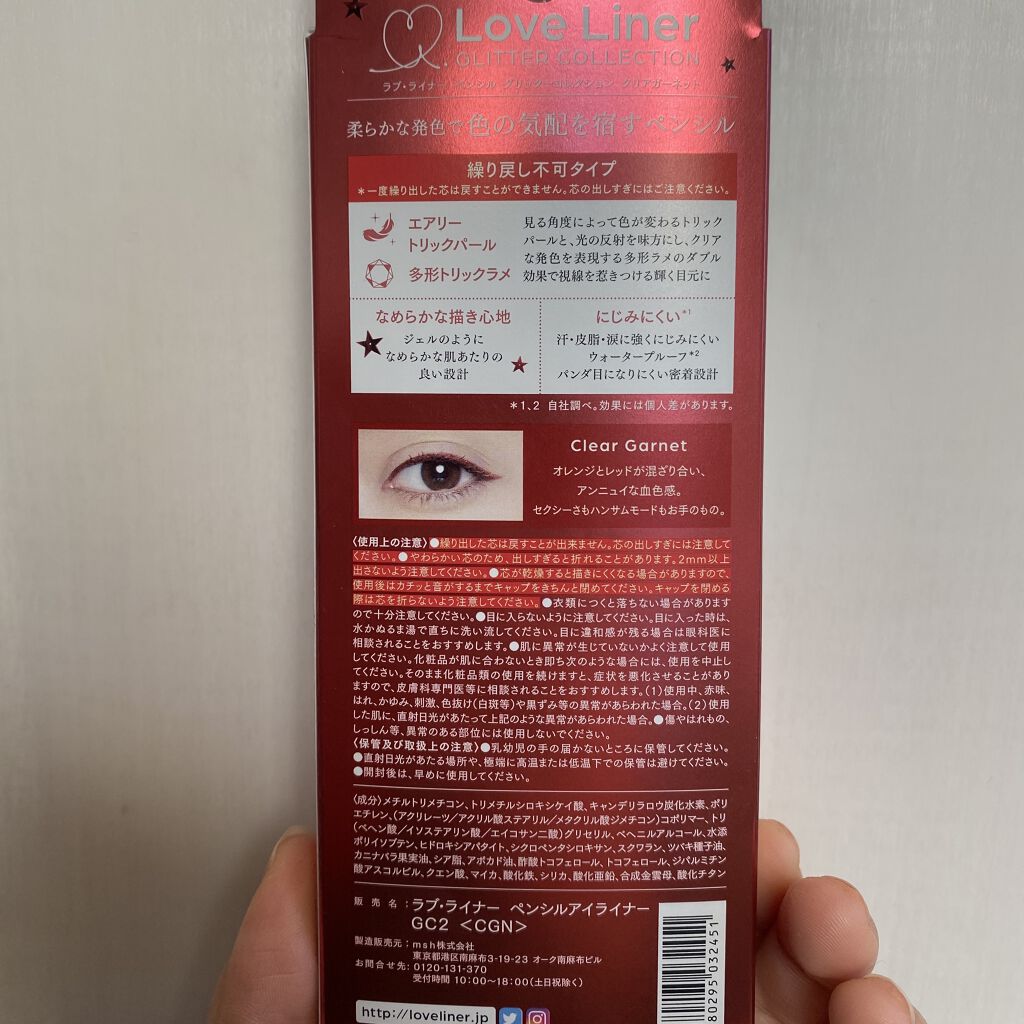 Love Liner
GLITTER COLLECTION
ラブ・ライナー ペンシル グリッターコレクション クリアガーネット
柔らかな発色で色の気配を宿すペンシル
繰り戻し不可タイプ
＊一度繰り出した芯は戻すことができません。芯の出しすぎにはご注意ください。
エアリー
トリックパール
多形トリックラメ
見る角度によって色が変わるトリック
パールと、光の反射を味方にし、クリア
な発色を表現する多形ラメのダブル
効果で視線を惹きつける輝く目元に
なめらかな描き心地
ジェルのように
なめらかな肌あたりの
良い設計
にじみにくい*1
汗・皮脂・涙に強くにじみにくい
ウォータープルーフ*2
パンダ目になりにくい密着設計
＊1、2 自社調べ。効果には個人差があります。
Clear Garnet
オレンジとレッドが混ざり合い、
アンニュイな血色感。
セクシーさもハンサムモードもお手のもの。
〈使用上の注意〉●繰り出した芯は戻すことが出来ません。芯の出しすぎには注意して
ください。●やわらかい芯のため、出しすぎると折れることがあります。2mm以上
出さないよう注意してください。●芯が乾燥すると描きにくくなる場合がありますので、
使用後はカチッと音がするまでキャップをきちんと閉めてください。キャップを閉める
際は芯を折らないよう注意してください。●衣類につくと落ちない場合があります
ので十分注意してください。●目に入らないように注意してください。目に入った時は、
水かぬるま湯で直ちに洗い流してください。目に違和感が残る場合は眼科医に
相談されることをおすすめします。●肌に異常が生じていないかよく注意して使用
してください。化粧品が肌に合わないとき即ち次のような場合には、使用を中止し
てください。そのまま化粧品類の使用を続けますと、症状を悪化させることがあり
ますので、皮膚科専門医等に相談されることをおすすめします。（1）使用中、赤味、
はれ、かゆみ、刺激、色抜け（白斑等）や黒ずみ等の異常があらわれた場合。（2）使用
した肌に、直射日光があたって上記のような異常があらわれた場合。●傷やはれもの、
しっしん等、異常のある部位には使用しないでください。
〈保管及び取扱上の注意〉●乳幼児の手の届かないところに保管してください。
●直射日光があたる場所や、極端に高温または低温下での保管は避けてください。
●開封後は、早めに使用してください。
〈成分〉メチルトリメチコン、トリメチルシロキシケイ酸、キャンデリラロウ炭化水素、ポリ
エチレン、（アクリレーツ／アクリル酸ステアリル／メタクリル酸ジメチコン）コポリマー、トリ
（ベヘン酸／イソステアリン酸／エイコサン二酸）グリセリル、ベヘニルアルコール、水添
ポリイソブテン、ヒドロキシアパタイト、シクロペンタシロキサン、スクワラン、ツバキ種子油、
カニナバラ果実油、シア脂、アボカド油、酢酸トコフェロール、トコフェロール、ジパルミチン
酸アスコルビル、クエン酸、マイカ、酸化鉄、シリカ、酸化亜鉛、合成金雲母、酸化チタン
販売名：ラブ・ライナー ペンシルアイライナー
GC2 ＜CGN＞
製造販売元：msh株式会社
東京都港区南麻布3-19-23 オーク南麻布ビル
お問合せ先：0120-131-370
受付時間 10:00〜18:00（土日祝除く）
http://loveliner.jp
80295 032451